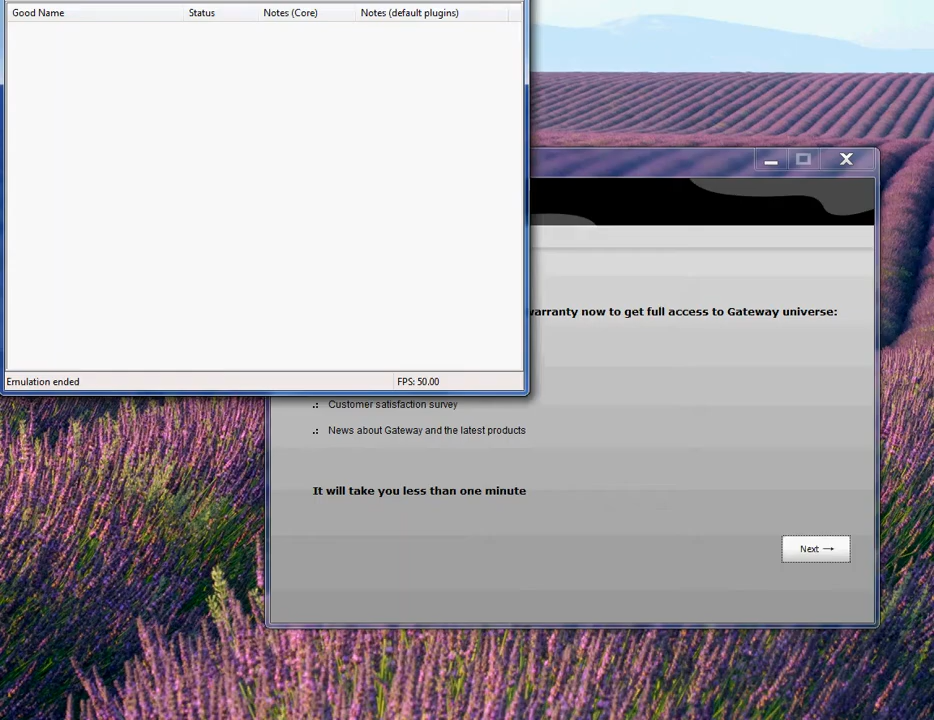 Good Name Status Notes (Core) Notes (default plugins)
warranty now to get full access to Gateway universe:
Emulation ended FPS: 50.00
.: Customer satisfaction survey
.: News about Gateway and the latest products
It will take you less than one minute
Next →